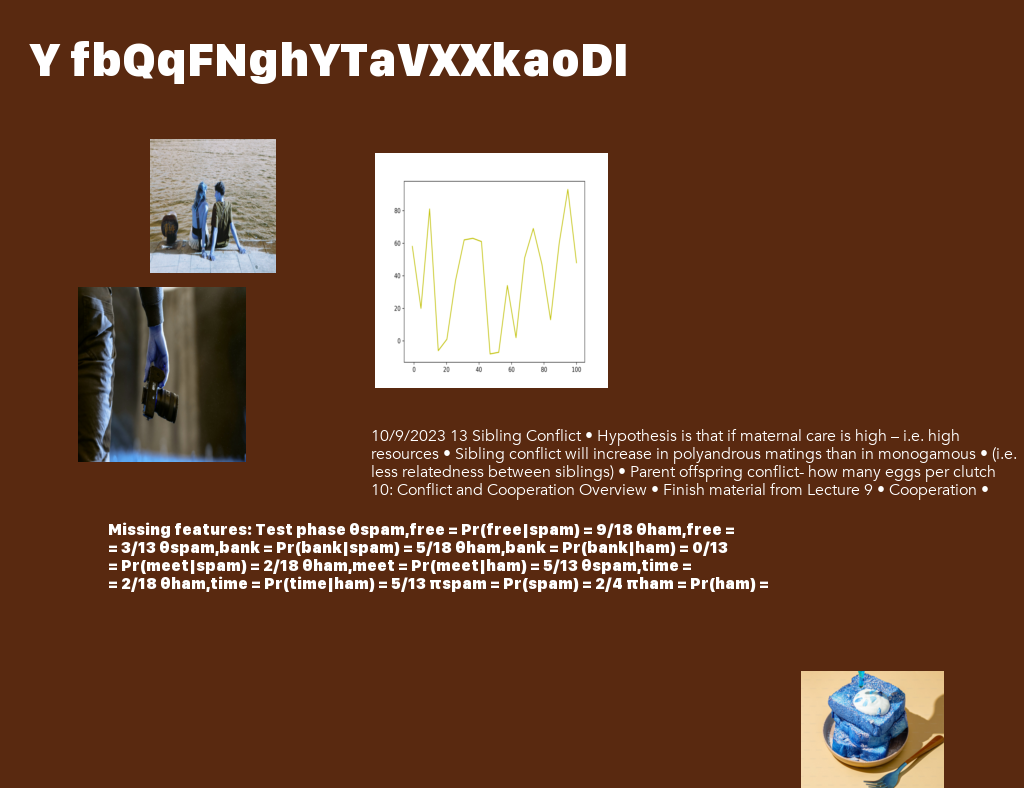 Y fbQqFNghYTaVXXkaoDI
80
60
40
20
0
0 20 40 60 80 100
10/9/2023 13 Sibling Conflict • Hypothesis is that if maternal care is high – i.e. high
resources • Sibling conflict will increase in polyandrous matings than in monogamous • (i.e.
less relatedness between siblings) • Parent offspring conflict- how many eggs per clutch
10: Conflict and Cooperation Overview • Finish material from Lecture 9 • Cooperation •
Missing features: Test phase θspam,free = Pr(free|spam) = 9/18 θham,free =
= 3/13 θspam,bank = Pr(bank|spam) = 5/18 θham,bank = Pr(bank|ham) = 0/13
= Pr(meet|spam) = 2/18 θham,meet = Pr(meet|ham) = 5/13 θspam,time =
= 2/18 θham,time = Pr(time|ham) = 5/13 πspam = Pr(spam) = 2/4 πham = Pr(ham) =